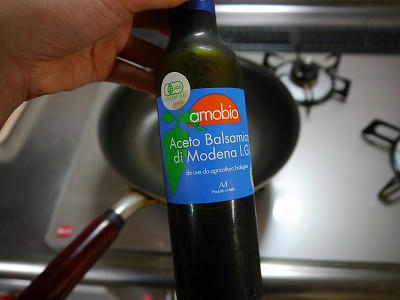 amobio
Aceto Balsamico
di Modena I.G
da uve da agricoltura biologica